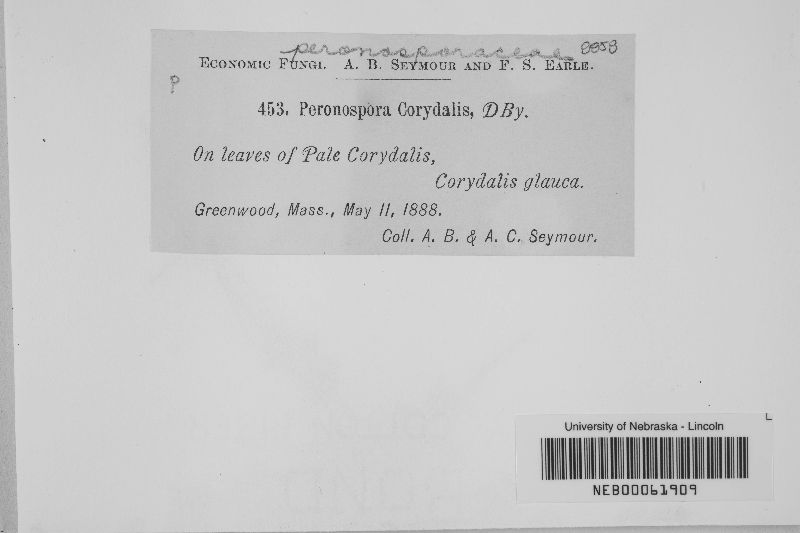 peronosporaceae 8858
ECONOMIC FUNGI. A. B. SEYMOUR AND F. S. EARLE.
P
453. Peronospora Corydalis, DBy.
On leaves of Pale Corydalis,
Corydalis glauca.
Greenwood, Mass., May 11, 1888.
Coll. A. B. & A. C. Seymour.
University of Nebraska - Lincoln
NEB00061909